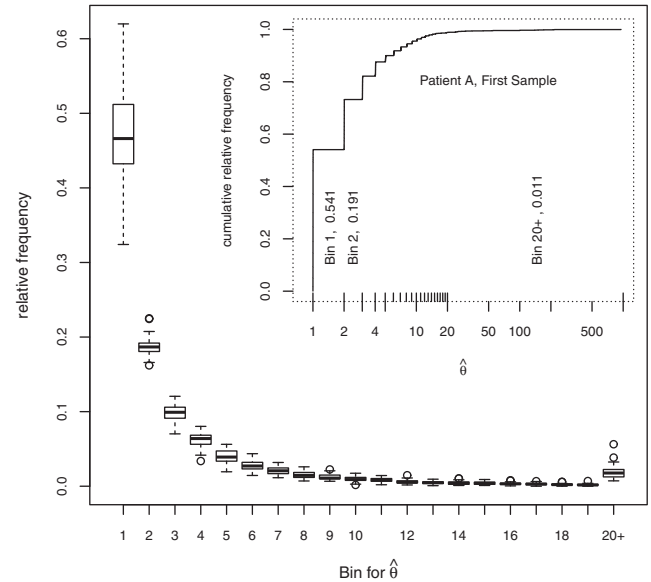 relative frequency
0.6
0.5
0.4
0.3
0.2
0.1
0.0
1 2 3 4 5 6 7 8 9 10 12 14 16 18 20+
Bin for θ̂
cumulative relative frequency
1.0
0.8
0.6
0.4
0.2
0.0
Patient A, First Sample
Bin 1, 0.541
Bin 2, 0.191
Bin 20+, 0.011
1 2 4 10 20 50 100 500
θ̂